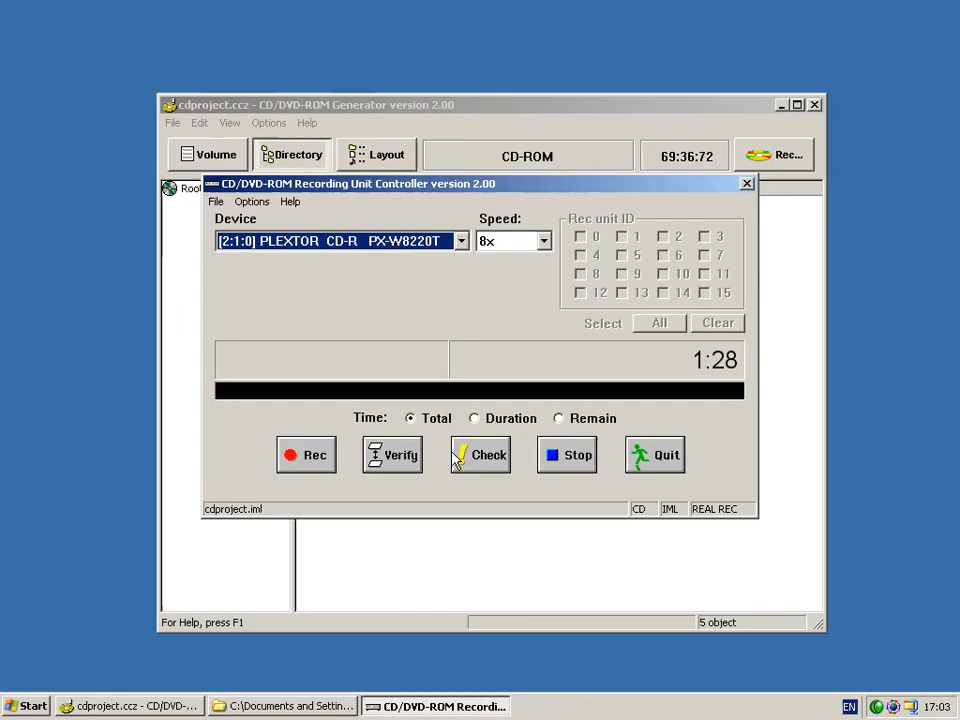 cdproject.ccz - CD/DVD-ROM Generator version 2.00
File Edit View Options Help
Volume Directory Layout CD-ROM 69:36:72 Rec...
CD/DVD-ROM Recording Unit Controller version 2.00
File Options Help
Device Speed: Rec unit ID
[2:1:0] PLEXTOR CD-R PX-W8220T 8x
0 1 2 3
4 5 6 7
8 9 10 11
12 13 14 15
Select All Clear
1:28
Time: Total Duration Remain
Rec Verify Check Stop Quit
cdproject.iml CD IML REAL REC
For Help, press F1 5 object
Start cdproject.ccz - CD/DVD-... C:\Documents and Settin... CD/DVD-ROM Recordi... EN 17:03